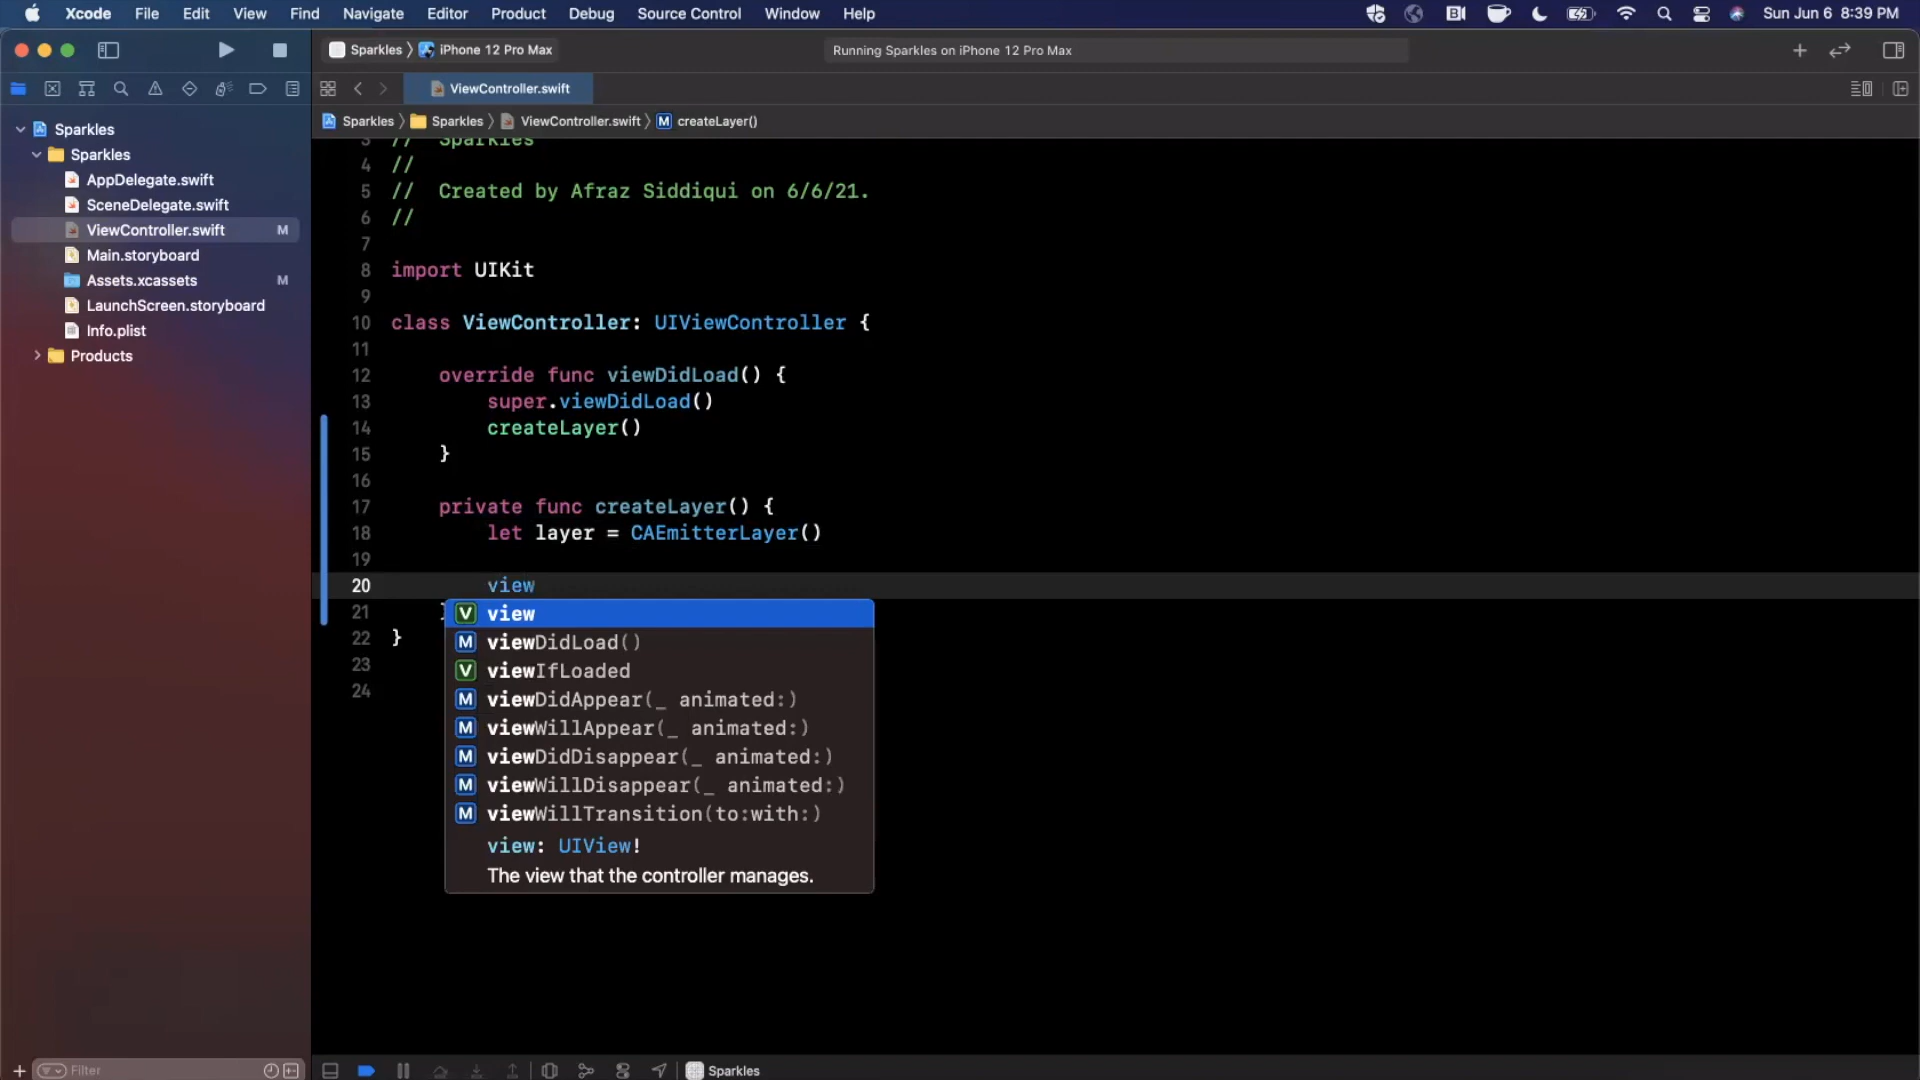 Xcode File Edit View Find Navigate Editor Product Debug Source Control Window Help Sun Jun 6 8:39 PM
Sparkles iPhone 12 Pro Max Running Sparkles on iPhone 12 Pro Max
ViewController.swift
Sparkles Sparkles ViewController.swift M createLayer()
Sparkles
Sparkles
AppDelegate.swift
SceneDelegate.swift
ViewController.swift M
Main.storyboard
Assets.xcassets M
LaunchScreen.storyboard
Info.plist
Products
Filter
3 // Sparkles
4 //
5 // Created by Afraz Siddiqui on 6/6/21.
6 //
7
8 import UIKit
9
10 class ViewController: UIViewController {
11
12 override func viewDidLoad() {
13 super.viewDidLoad()
14 createLayer()
15 }
16
17 private func createLayer() {
18 let layer = CAEmitterLayer()
19
20 view
21 }
22 }
23
24
V view
M viewDidLoad()
V viewIfLoaded
M viewDidAppear(_ animated:)
M viewWillAppear(_ animated:)
M viewDidDisappear(_ animated:)
M viewWillDisappear(_ animated:)
M viewWillTransition(to:with:)
view: UIView!
The view that the controller manages.
Sparkles